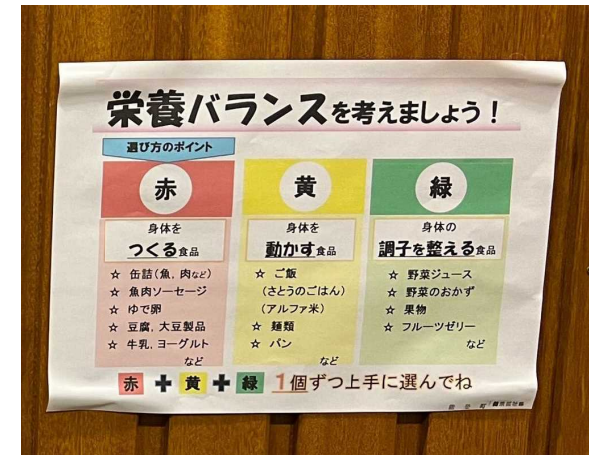 栄養バランスを考えましょう！
選び方のポイント
赤
身体を
つくる食品
☆ 缶詰（魚，肉など）
☆ 魚肉ソーセージ
☆ ゆで卵
☆ 豆腐，大豆製品
☆ 牛乳，ヨーグルト
など
黄
身体を
動かす食品
☆ ご飯
（さとうのごはん）
（アルファ米）
☆ 麺類
☆ パン
など
緑
身体の
調子を整える食品
☆ 野菜ジュース
☆ 野菜のおかず
☆ 果物
☆ フルーツゼリー
など
赤 ＋ 黄 ＋ 緑 1個ずつ上手に選んでね